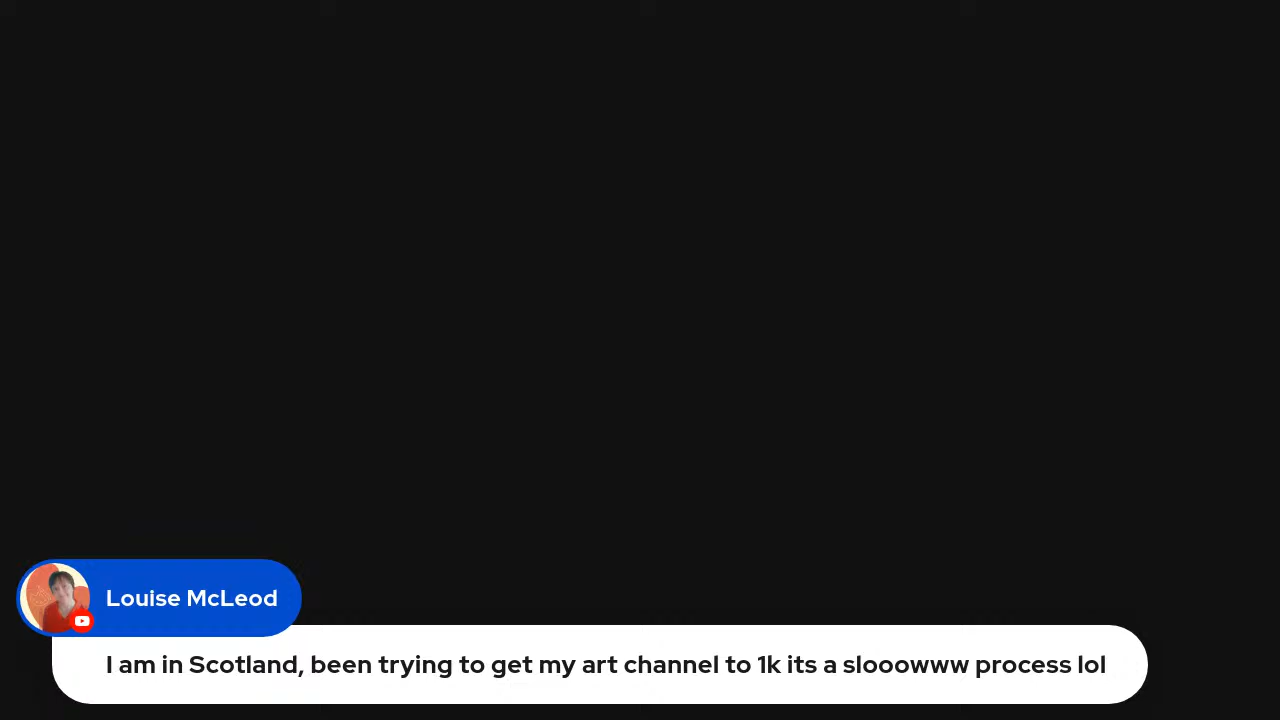 Louise McLeod
I am in Scotland, been trying to get my art channel to 1k its a slooowww process lol